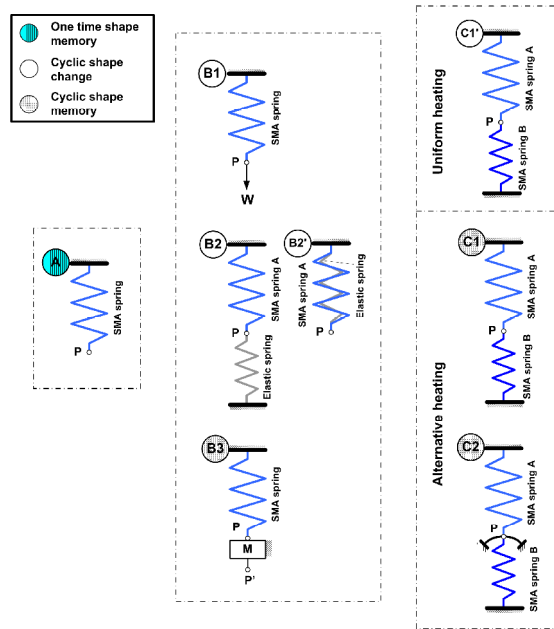 One time shape
memory
Cyclic shape
change
Cyclic shape
memory
A
SMA spring
P
B1
SMA spring
P
W
B2
SMA spring A
P
Elastic spring
B2'
SMA spring A
Elastic spring
P
B3
SMA spring
P
M
P'
Uniform heating
C1'
SMA spring A
P
SMA spring B
Alternative heating
C1
SMA spring A
P
SMA spring B
C2
SMA spring A
P
SMA spring B